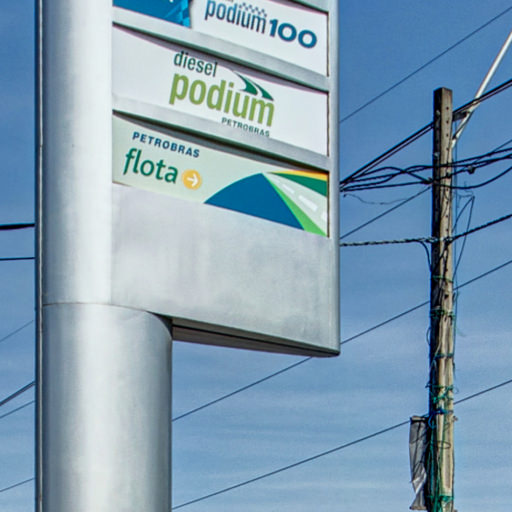 podium100
diesel
podium
PETROBRAS
PETROBRAS
flota